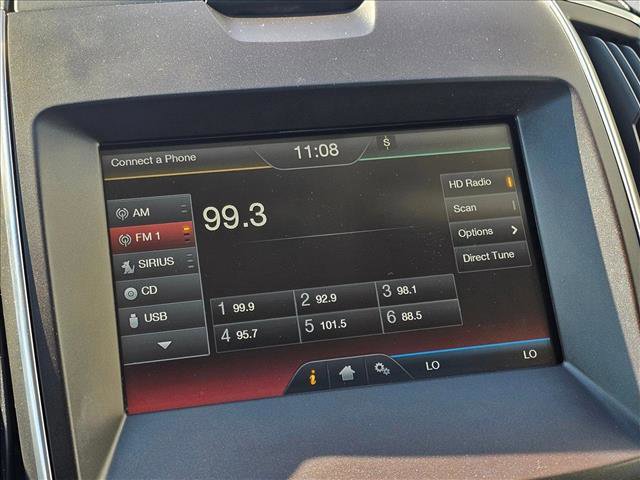 Connect a Phone 11:08 $
AM
FM 1
SIRIUS
CD
USB
99.3
HD Radio
Scan
Options
Direct Tune
1 99.9 2 92.9 3 98.1
4 95.7 5 101.5 6 88.5
i LO LO